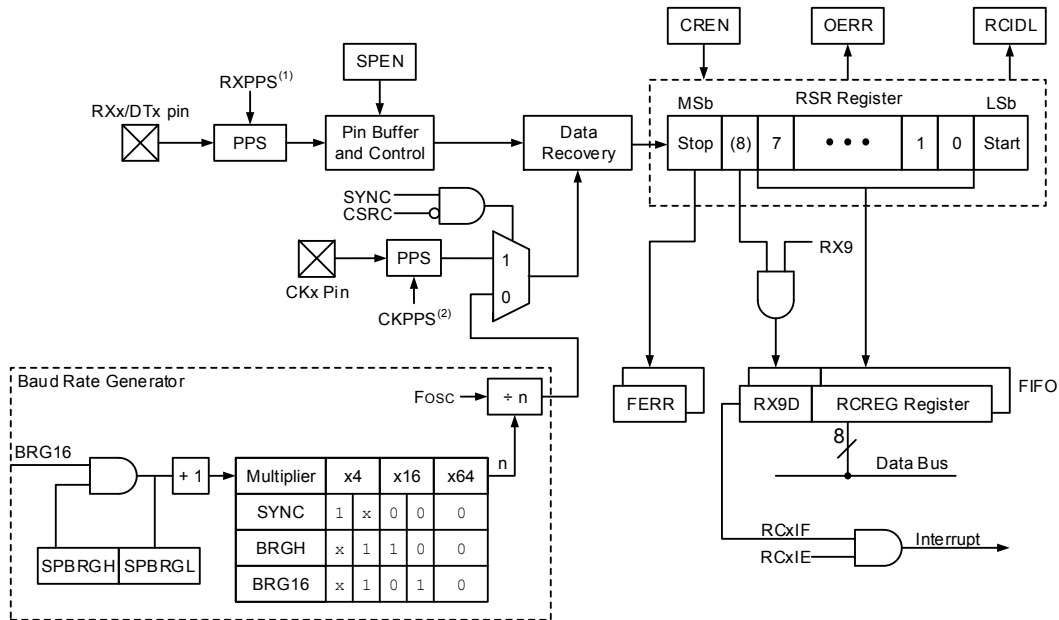 CREN OERR RCIDL
SPEN
RXPPS(1)
RXx/DTx pin
MSb RSR Register LSb
PPS
Pin Buffer
and Control
Data
Recovery
Stop (8) 7 • • • 1 0 Start
SYNC
CSRC
RX9
PPS
1
0
CKx Pin
CKPPS(2)
Baud Rate Generator
Fosc
÷ n
FIFO
FERR RX9D RCREG Register
BRG16
n
8
Data Bus
+ 1
Multiplier x4 x16 x64
SYNC 1 x 0 0 0
BRGH x 1 1 0 0
BRG16 x 1 0 1 0
SPBRGH SPBRGL
RCxIF
RCxIE
Interrupt